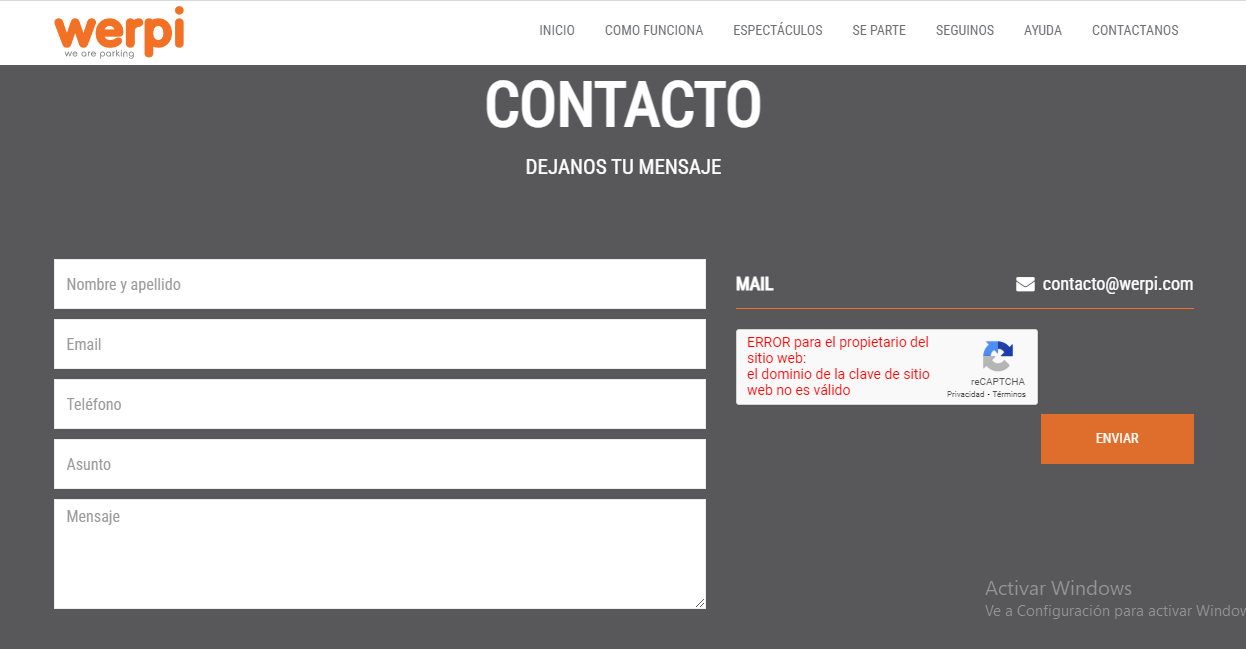 werpi
we are parking
INICIO COMO FUNCIONA ESPECTÁCULOS SE PARTE SEGUINOS AYUDA CONTACTANOS
CONTACTO
DEJANOS TU MENSAJE
Nombre y apellido
Email
Teléfono
Asunto
Mensaje
MAIL contacto@werpi.com
ERROR para el propietario del
sitio web:
el dominio de la clave de sitio
web no es válido
reCAPTCHA
Privacidad - Términos
ENVIAR
Activar Windows
Ve a Configuración para activar Window